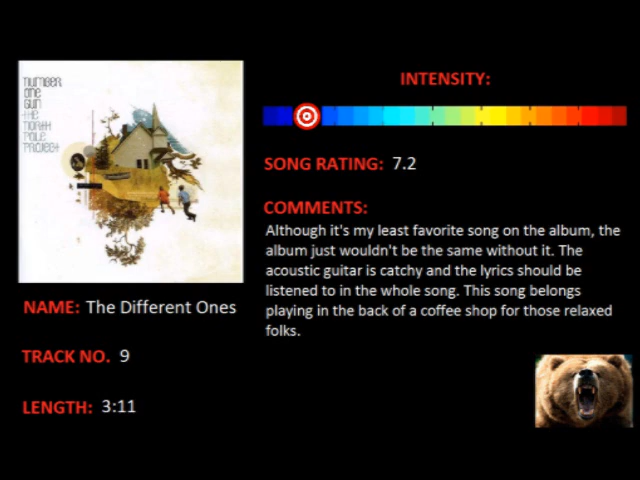 number
one
gun
the
north
pole
project
INTENSITY:
SONG RATING: 7.2
COMMENTS:
Although it's my least favorite song on the album, the
album just wouldn't be the same without it. The
acoustic guitar is catchy and the lyrics should be
listened to in the whole song. This song belongs
playing in the back of a coffee shop for those relaxed
folks.
NAME: The Different Ones
TRACK NO. 9
LENGTH: 3:11